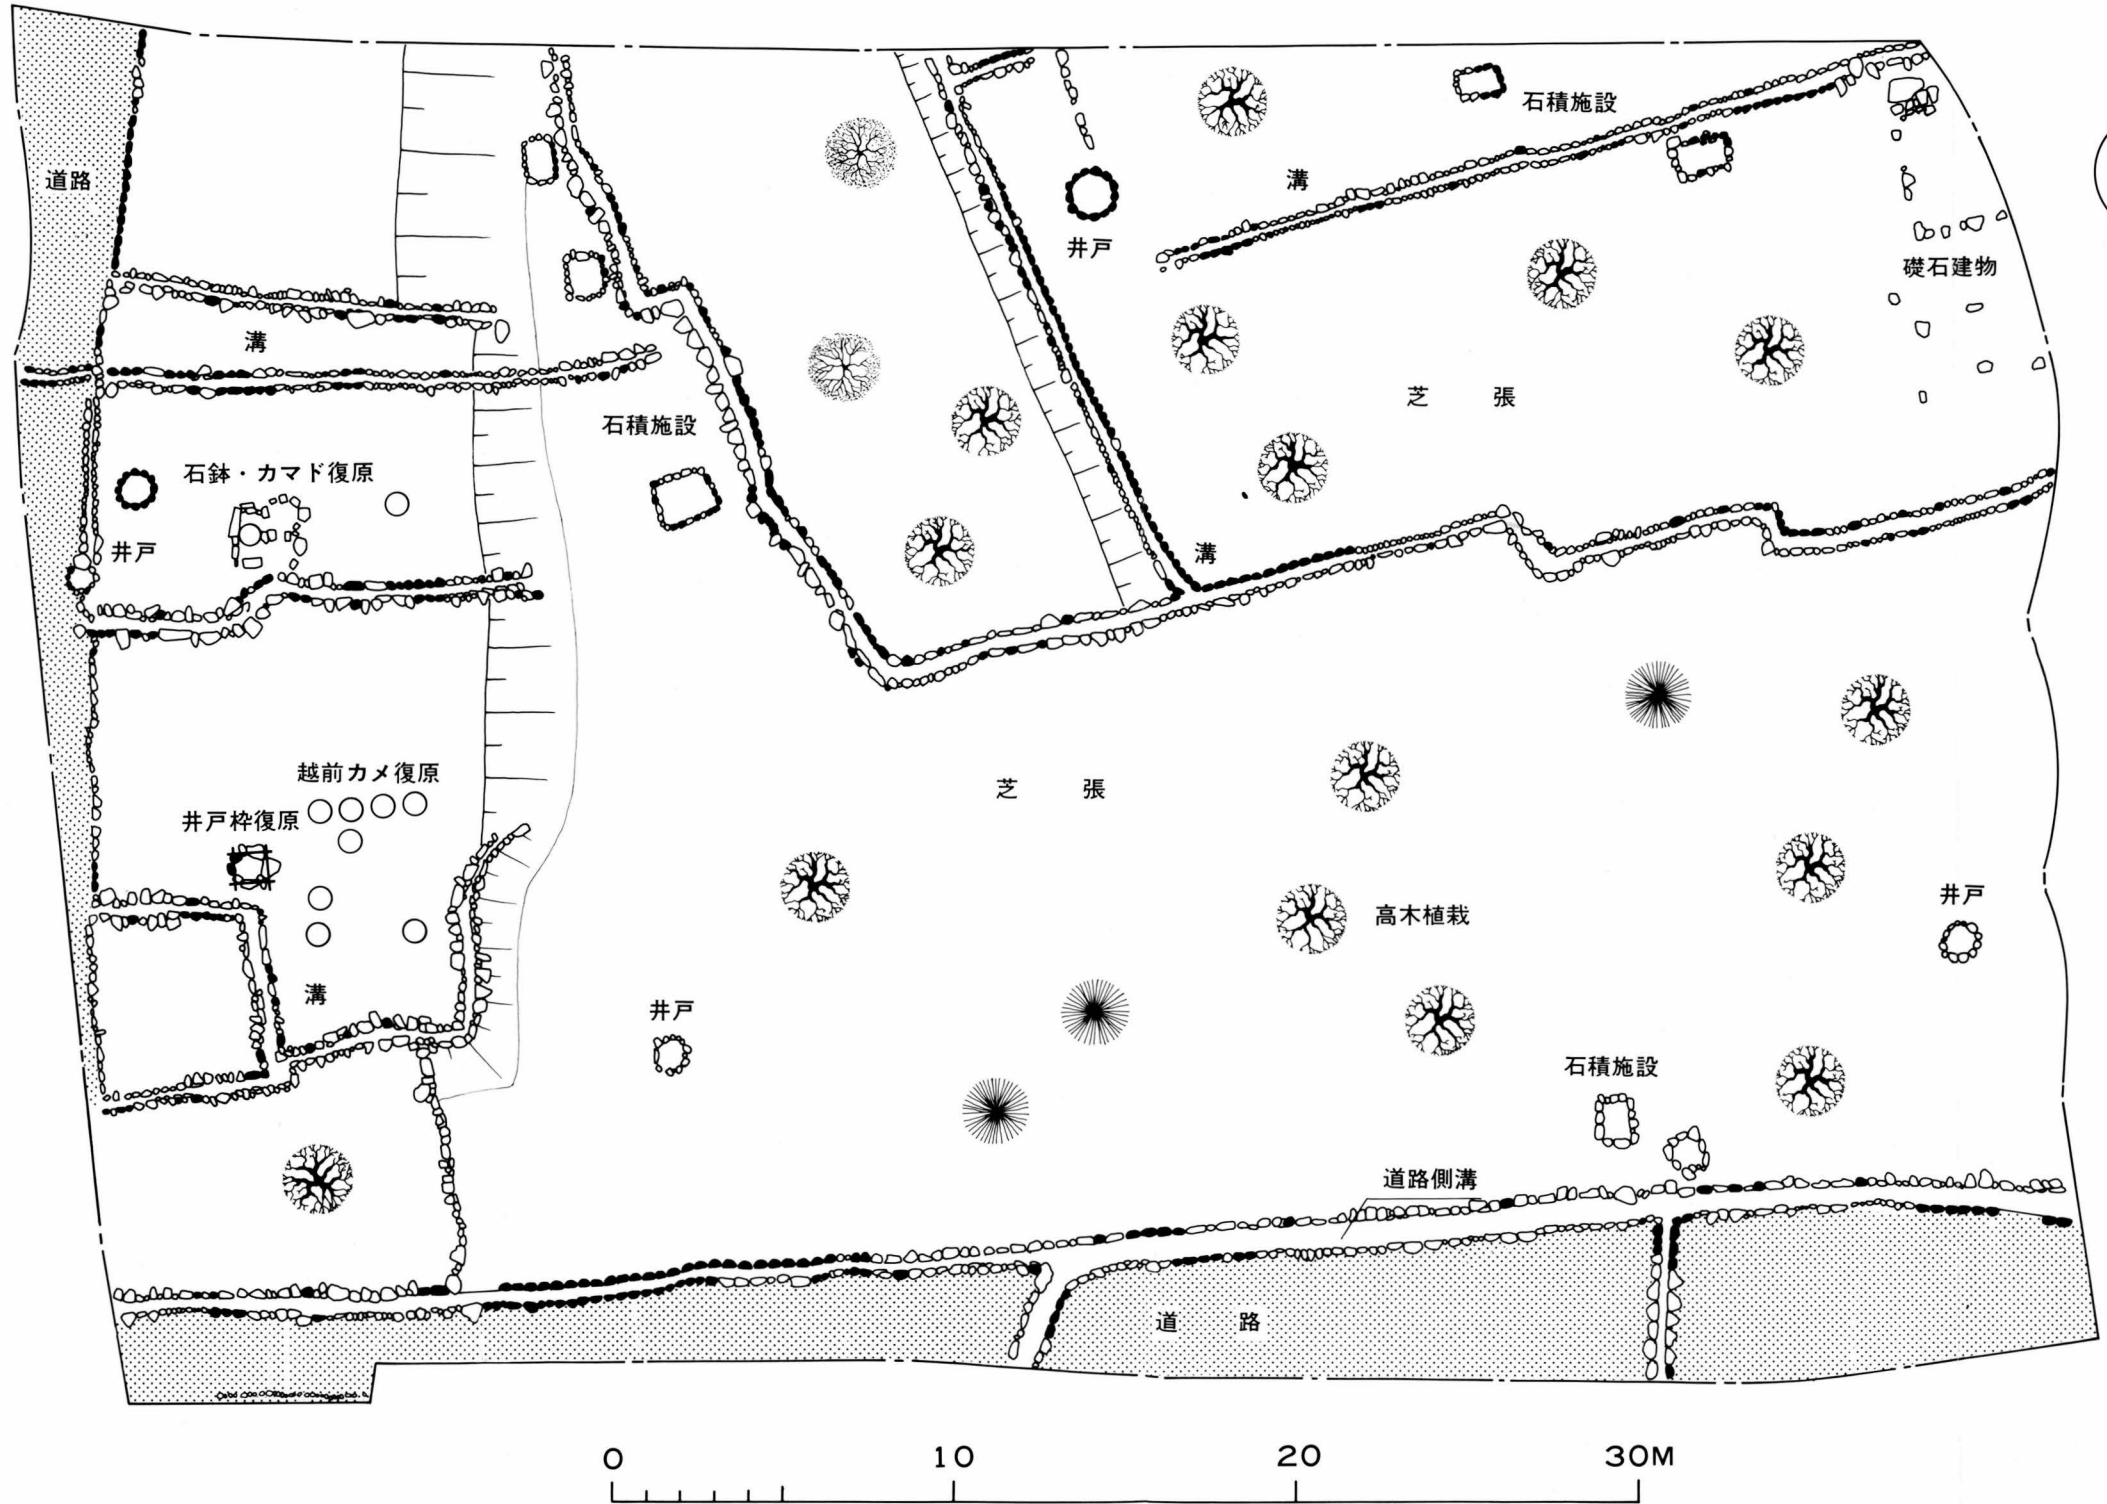 石積施設
道路
溝
井戸
礎石建物
溝
芝張
石積施設
石鉢・カマド復原
井戸
溝
越前カメ復原
芝張
井戸枠復原
井戸
高木植栽
溝
井戸
石積施設
道路側溝
道路
0 10 20 30M